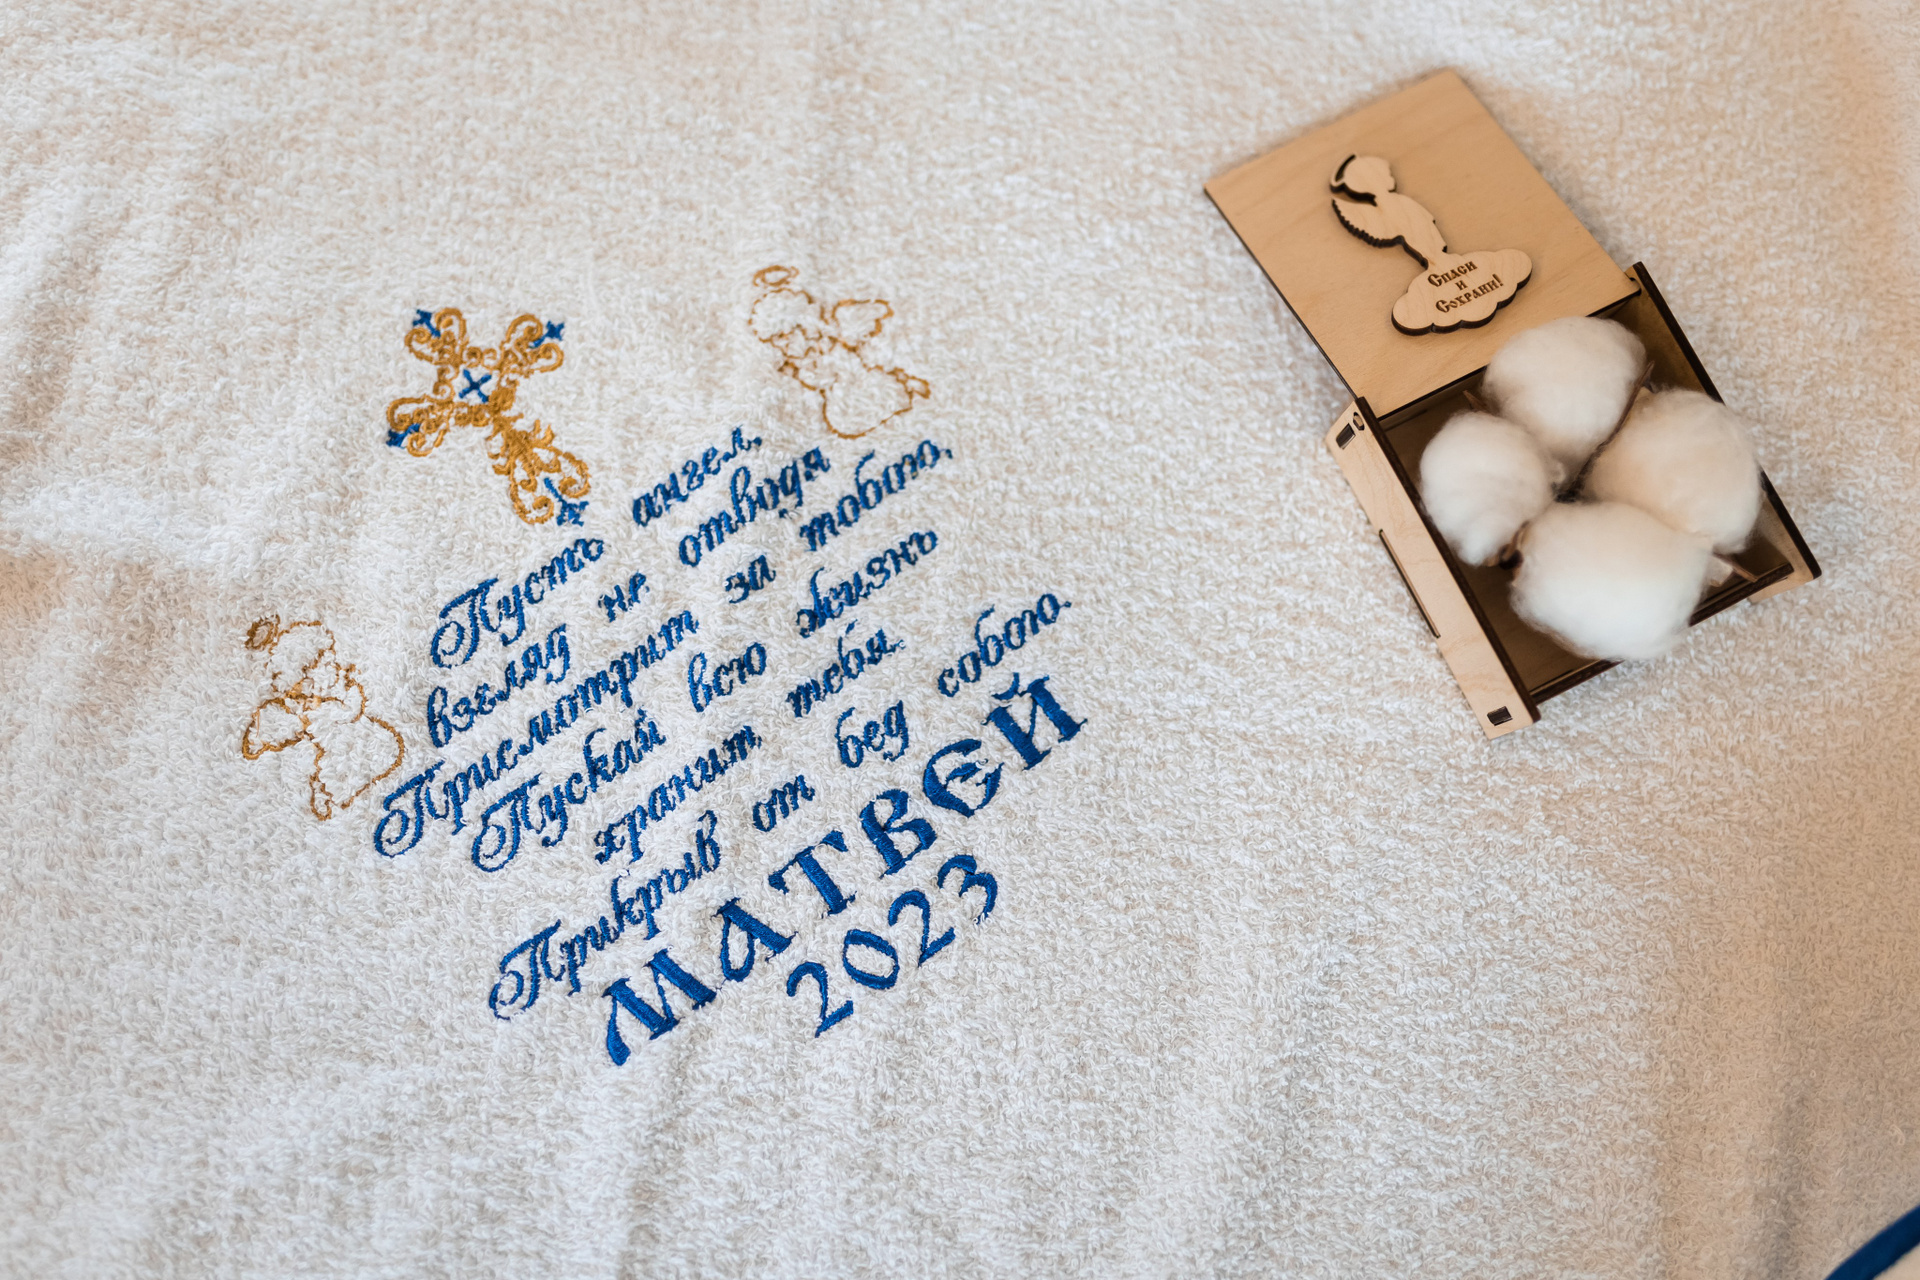 Пусть ангел,
взгляд не отводя
Присмотрит за тобою,
Пускай всю жизнь
хранит тебя.
Прикрыв от бед собою.
МАТВЕЙ
2023
Спаси
и
Сохрани!